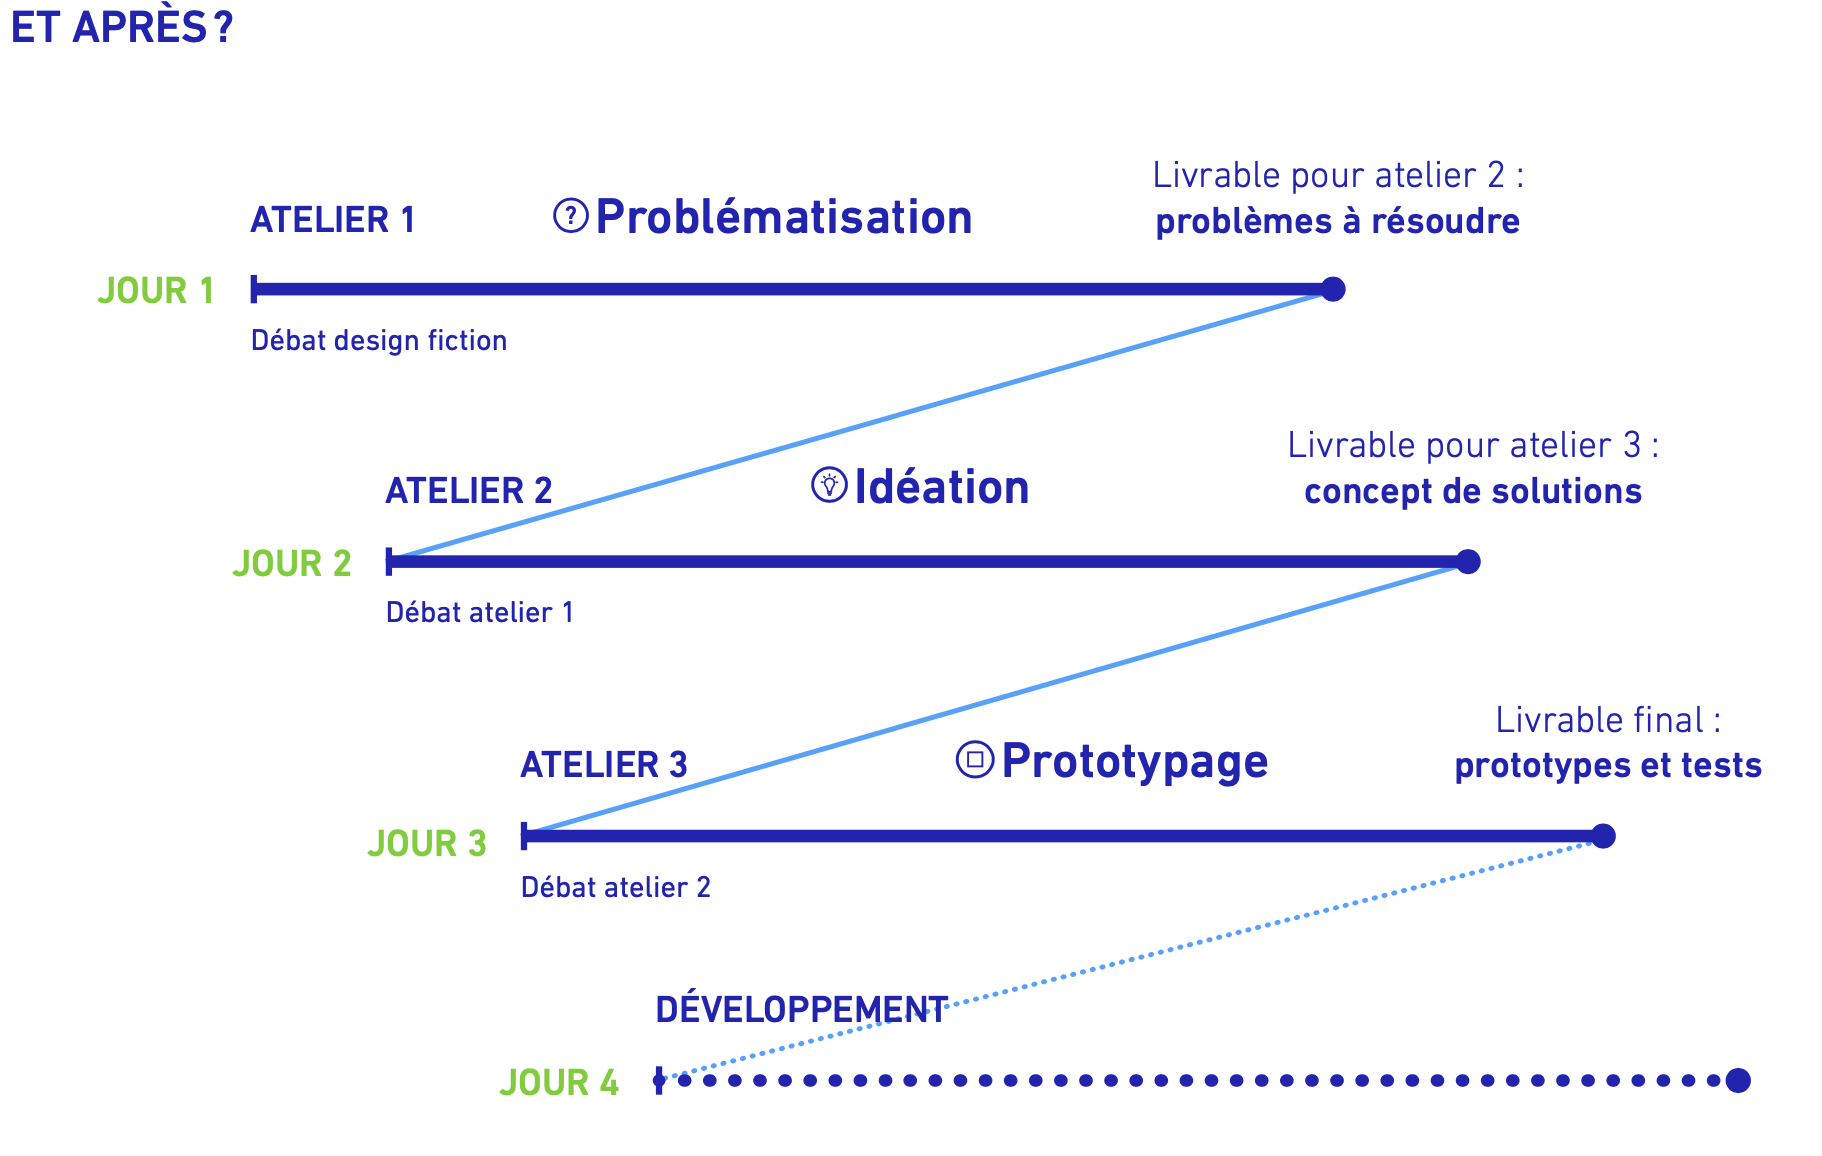 ET APRÈS ?
Livrable pour atelier 2 :
ATELIER 1
? Problématisation
problèmes à résoudre
JOUR 1
Débat design fiction
Livrable pour atelier 3 :
ATELIER 2
Idéation
concept de solutions
JOUR 2
Débat atelier 1
Livrable final :
ATELIER 3
Prototypage
prototypes et tests
JOUR 3
Débat atelier 2
DÉVELOPPEMENT
JOUR 4